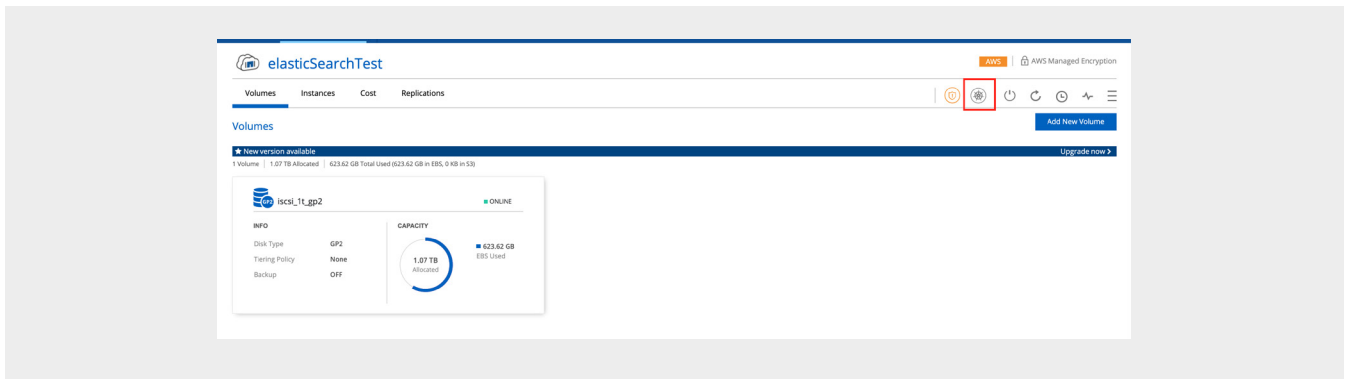 elasticSearchTest
AWS | AWS Managed Encryption
Volumes Instances Cost Replications
Volumes
Add New Volume
★ New version available
Upgrade now >
1 Volume | 1.07 TB Allocated | 623.62 GB Total Used (623.62 GB in EBS, 0 KB in S3)
GP2 iscsi_1t_gp2
ONLINE
INFO
Disk Type GP2
Tiering Policy None
Backup OFF
CAPACITY
1.07 TB
Allocated
623.62 GB
EBS Used